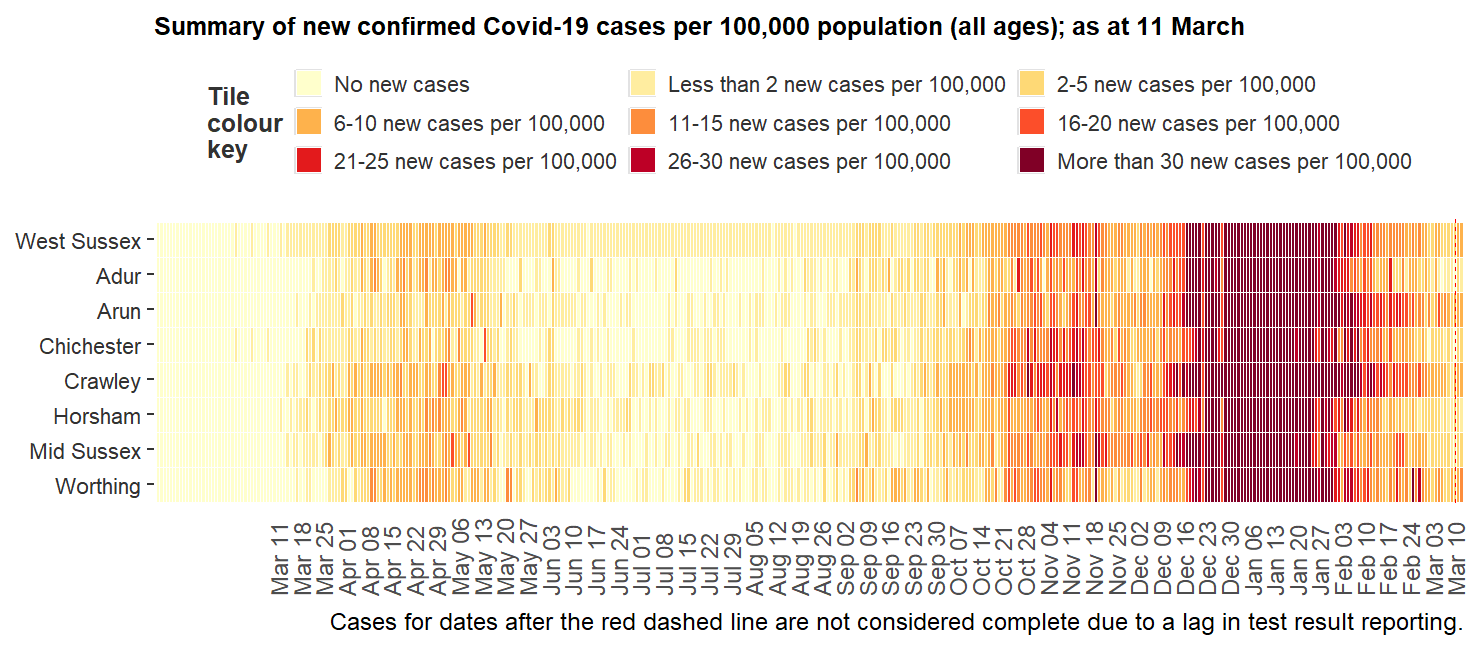 Summary of new confirmed Covid-19 cases per 100,000 population (all ages); as at 11 March
Tile
colour
key
No new cases
Less than 2 new cases per 100,000
2-5 new cases per 100,000
6-10 new cases per 100,000
11-15 new cases per 100,000
16-20 new cases per 100,000
21-25 new cases per 100,000
26-30 new cases per 100,000
More than 30 new cases per 100,000
West Sussex
Adur
Arun
Chichester
Crawley
Horsham
Mid Sussex
Worthing
Mar 11
Mar 18
Mar 25
Apr 01
Apr 08
Apr 15
Apr 22
Apr 29
May 06
May 13
May 20
May 27
Jun 03
Jun 10
Jun 17
Jun 24
Jul 01
Jul 08
Jul 15
Jul 22
Jul 29
Aug 05
Aug 12
Aug 19
Aug 26
Sep 02
Sep 09
Sep 16
Sep 23
Sep 30
Oct 07
Oct 14
Oct 21
Oct 28
Nov 04
Nov 11
Nov 18
Nov 25
Dec 02
Dec 09
Dec 16
Dec 23
Dec 30
Jan 06
Jan 13
Jan 20
Jan 27
Feb 03
Feb 10
Feb 17
Feb 24
Mar 03
Mar 10
Cases for dates after the red dashed line are not considered complete due to a lag in test result reporting.